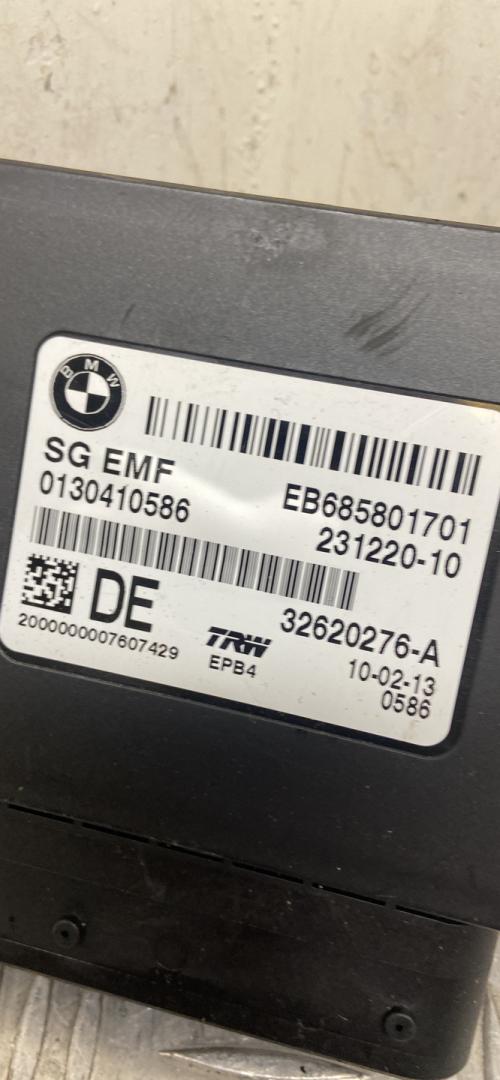 BMW
SG EMF
EB685801701
0130410586
231220-10
DE
32620276-A
2000000007607429
TRW
EPB4
10-02-13
0586